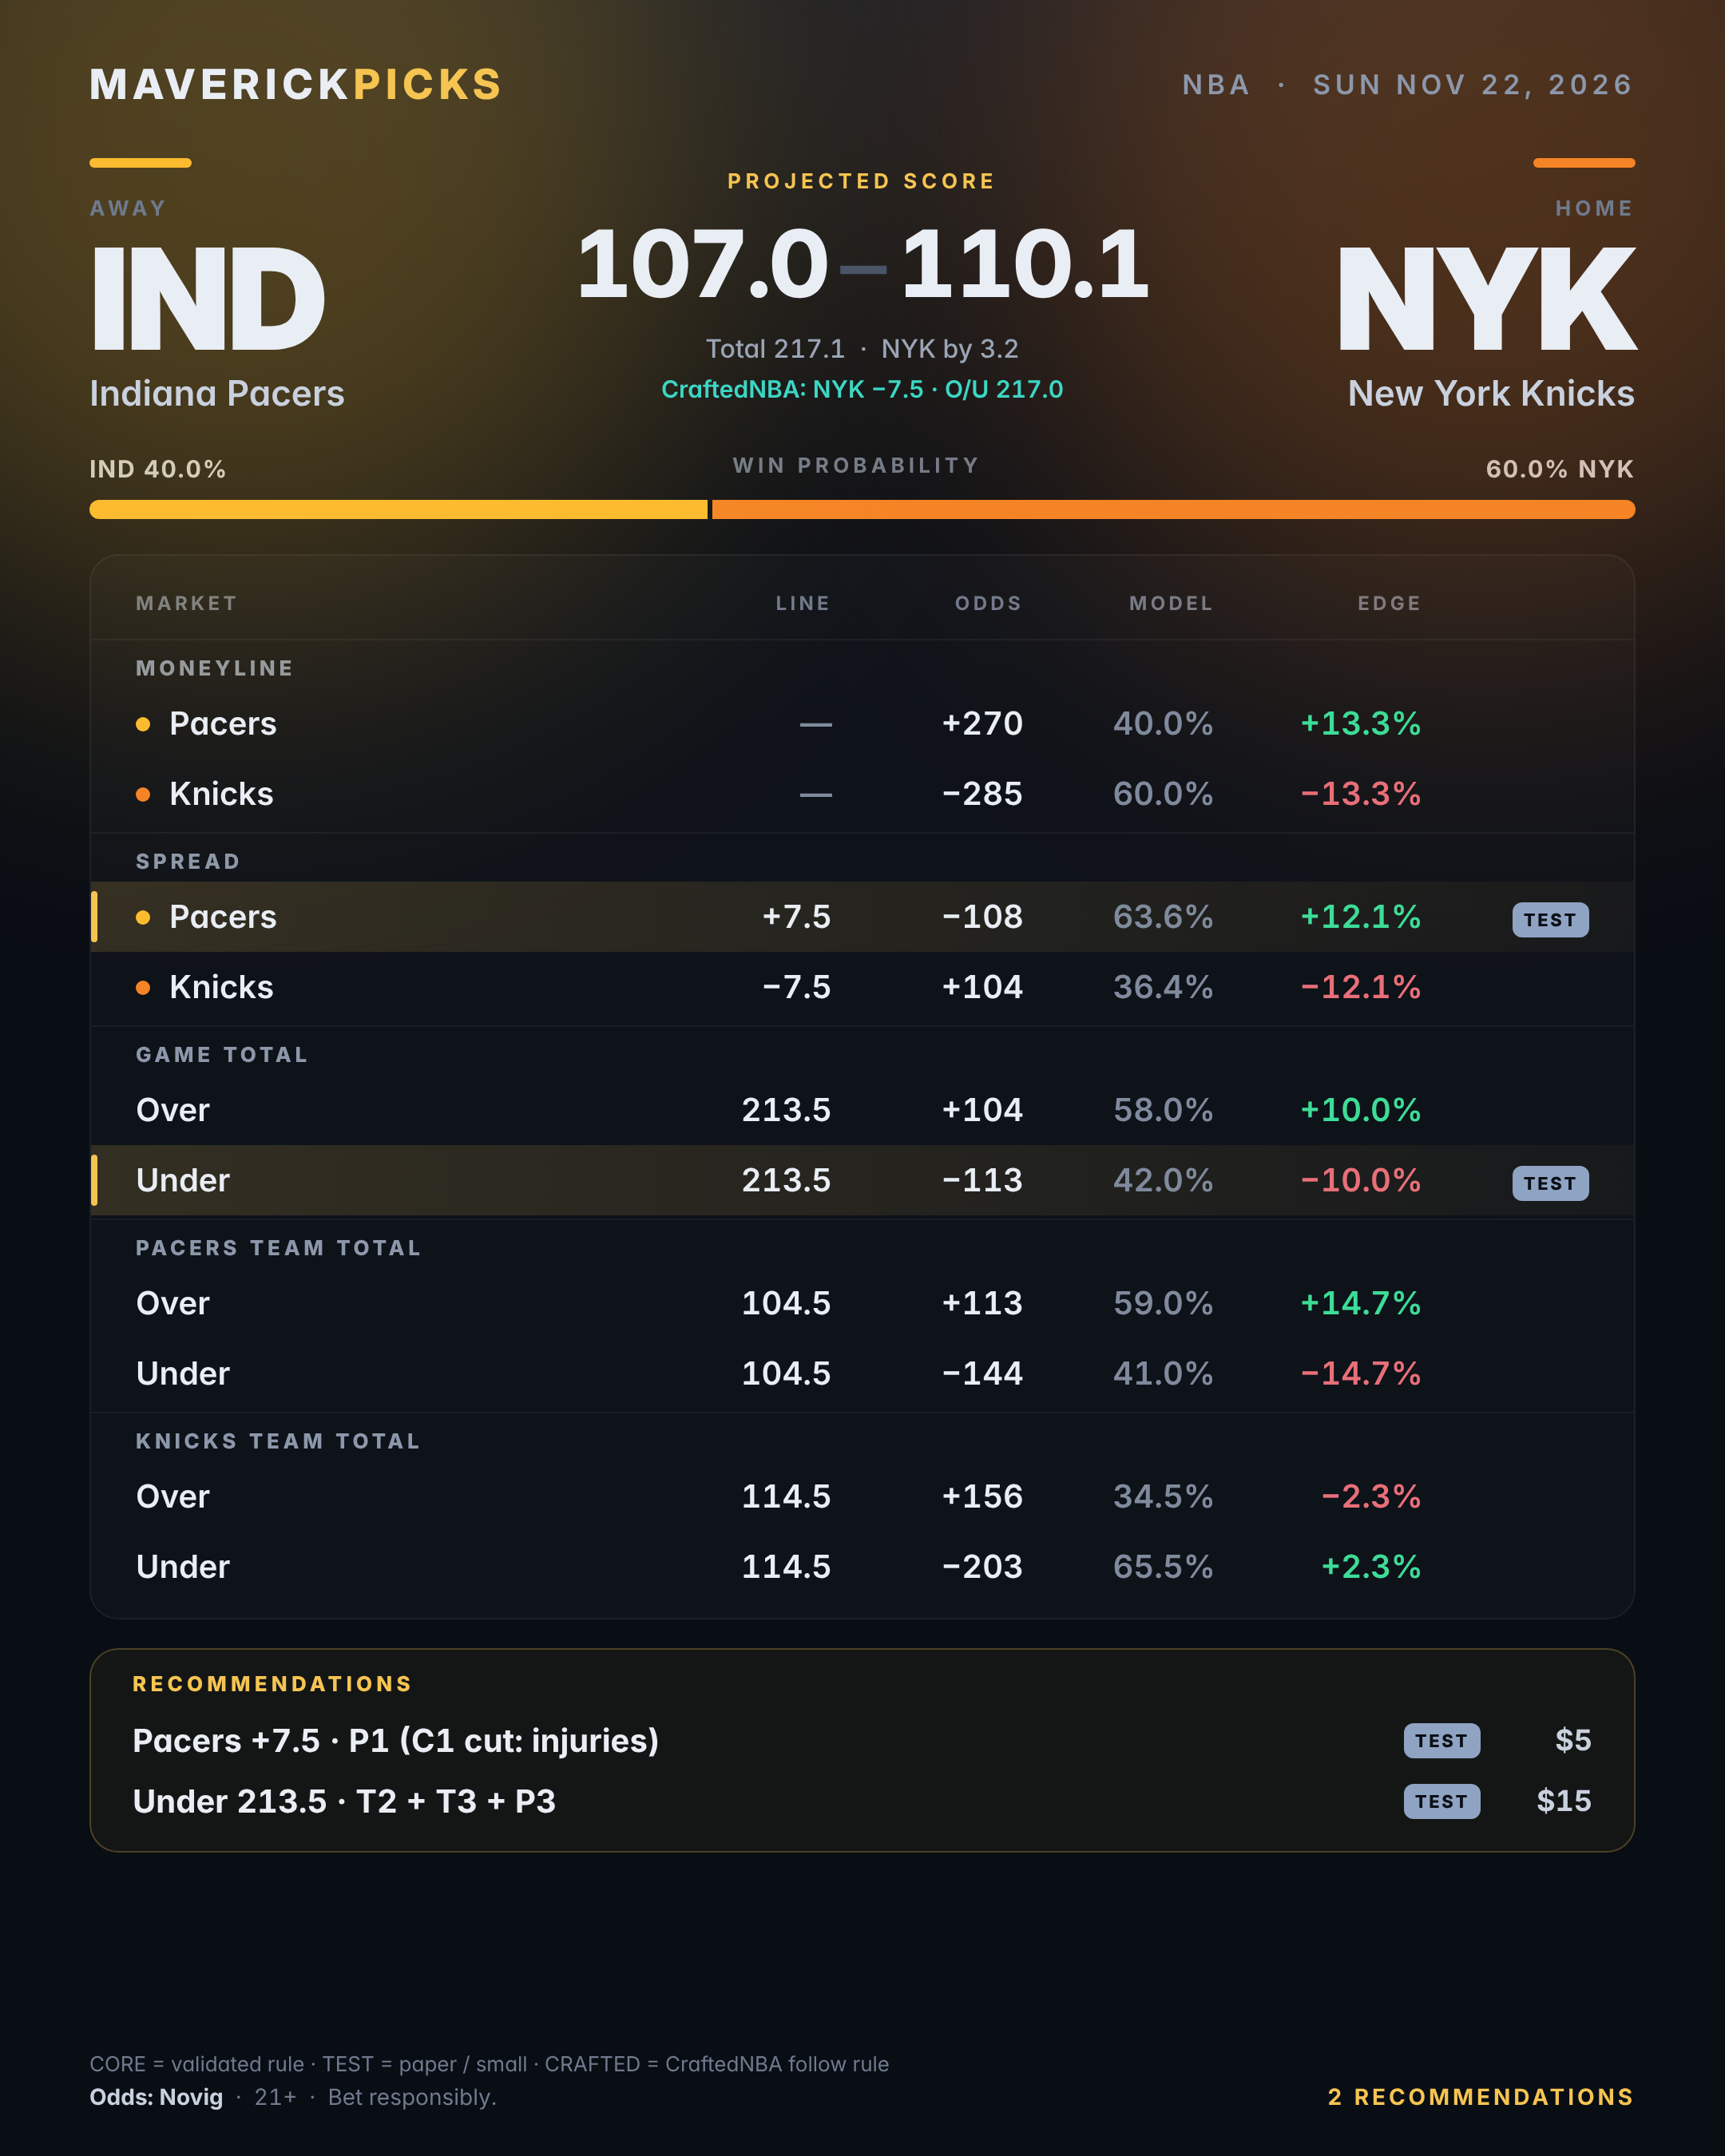 MAVERICKPICKS
NBA · SUN NOV 22, 2026
AWAY
IND
Indiana Pacers
PROJECTED SCORE
107.0–110.1
Total 217.1 · NYK by 3.2
CraftedNBA: NYK −7.5 · O/U 217.0
HOME
NYK
New York Knicks
IND 40.0%
WIN PROBABILITY
60.0% NYK
MARKET LINE ODDS MODEL EDGE
MONEYLINE
Pacers — +270 40.0% +13.3%
Knicks — −285 60.0% −13.3%
SPREAD
Pacers +7.5 −108 63.6% +12.1% TEST
Knicks −7.5 +104 36.4% −12.1%
GAME TOTAL
Over 213.5 +104 58.0% +10.0%
Under 213.5 −113 42.0% −10.0% TEST
PACERS TEAM TOTAL
Over 104.5 +113 59.0% +14.7%
Under 104.5 −144 41.0% −14.7%
KNICKS TEAM TOTAL
Over 114.5 +156 34.5% −2.3%
Under 114.5 −203 65.5% +2.3%
RECOMMENDATIONS
Pacers +7.5 · P1 (C1 cut: injuries) TEST $5
Under 213.5 · T2 + T3 + P3 TEST $15
CORE = validated rule · TEST = paper / small · CRAFTED = CraftedNBA follow rule
Odds: Novig · 21+ · Bet responsibly.
2 RECOMMENDATIONS